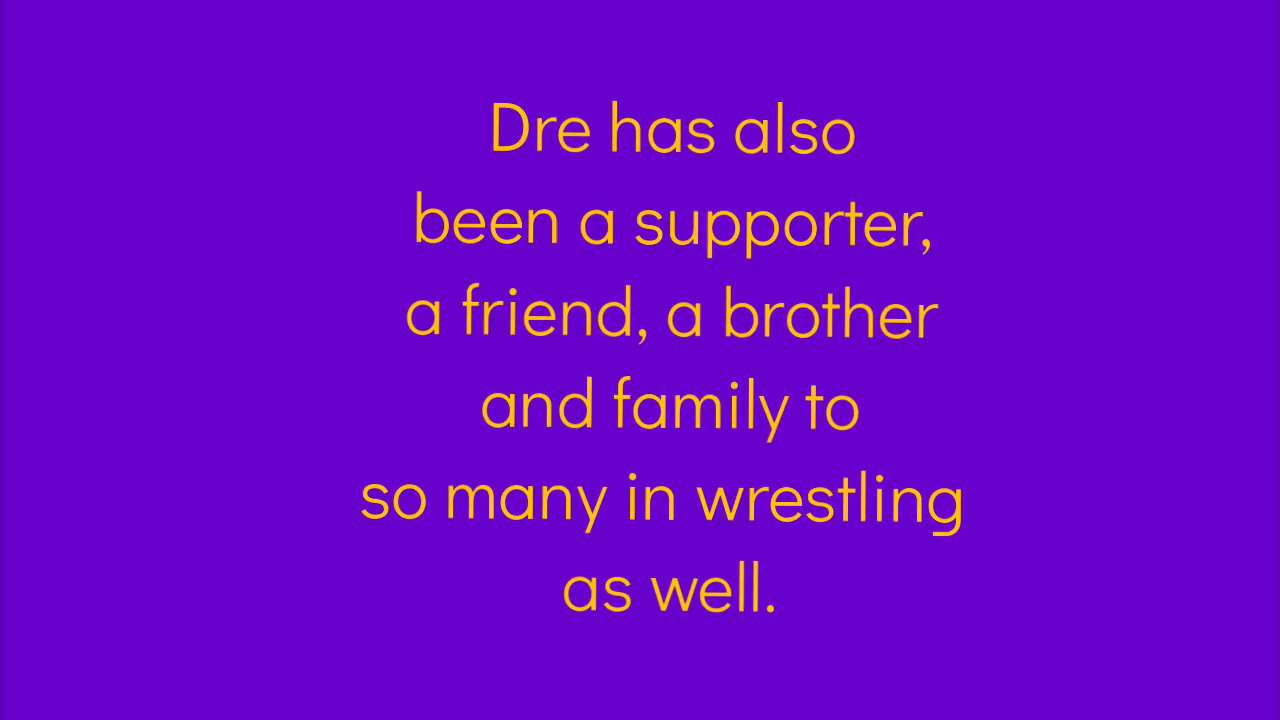 Dre has also
been a supporter,
a friend, a brother
and family to
so many in wrestling
as well.